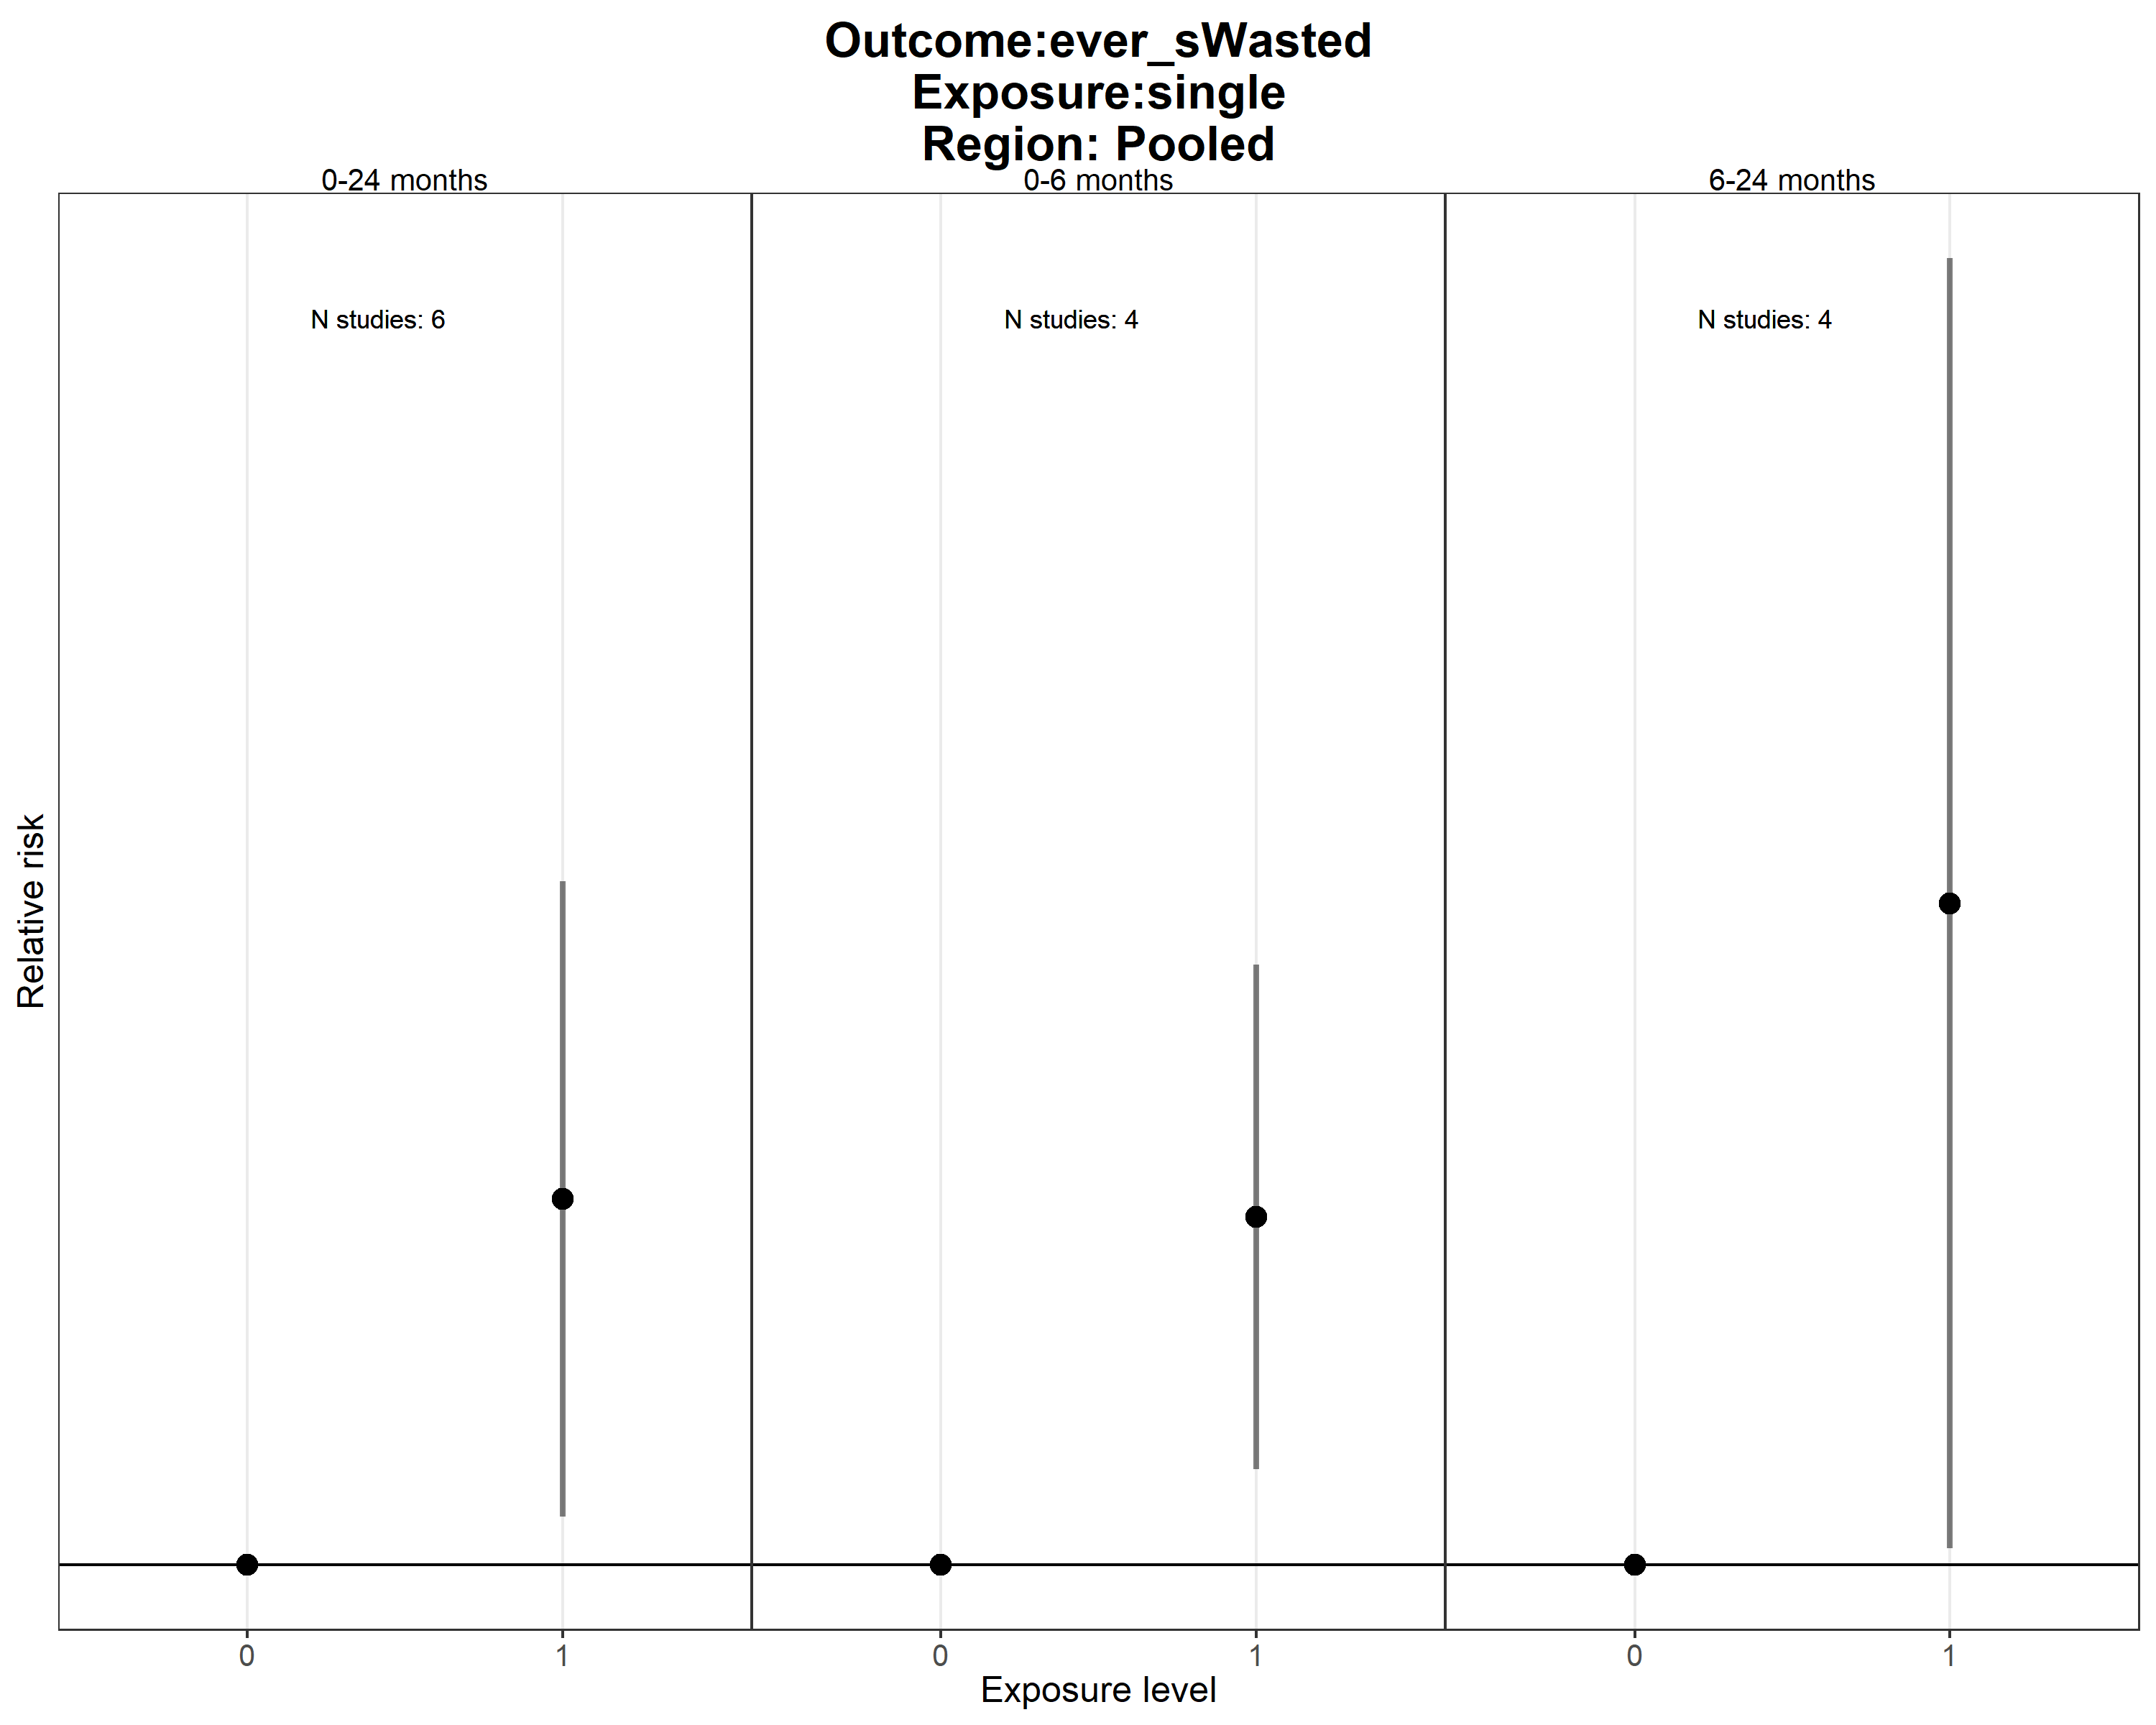 Outcome:ever_sWasted
Exposure:single
Region: Pooled
0-24 months
0-6 months
6-24 months
N studies: 6
N studies: 4
N studies: 4
Relative risk
0
1
0
1
0
1
Exposure level